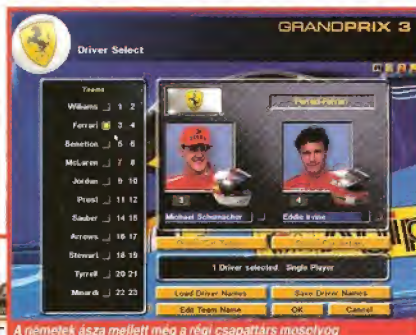 GRANDPRIX 3
Driver Select
Teams
Williams 1 2
Ferrari 3 4
Benetton 5 6
McLaren 7 8
Jordan 9 10
Prost 11 12
Sauber 14 15
Arrows 16 17
Stewart 18 19
Tyrrell 20 21
Minardi 22 23
3
4
Michael Schumacher
Eddie Irvine
1 Driver selected. Single Player
Load Driver Names
Save Driver Names
Edit Team Name
OK
Cancel
A németek ásza mellett még a régi csapattárs mosolyog